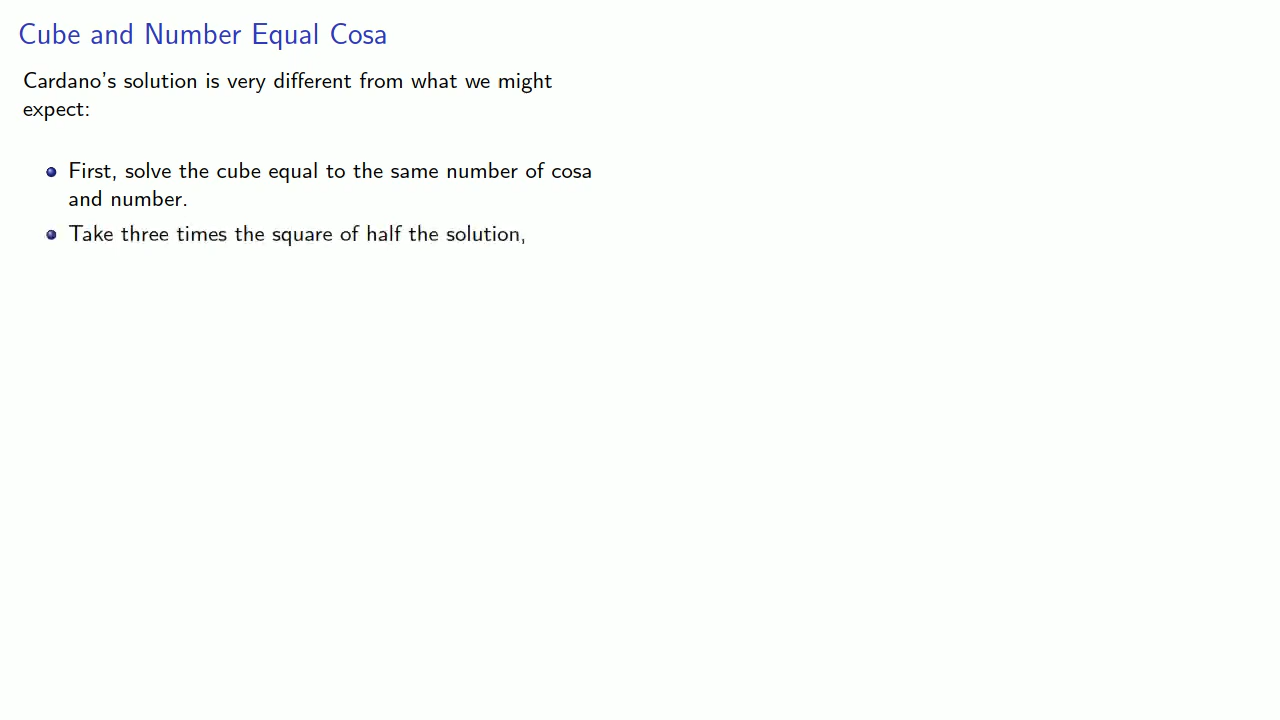 Cube and Number Equal Cosa
Cardano's solution is very different from what we might
expect:
First, solve the cube equal to the same number of cosa
and number.
Take three times the square of half the solution,